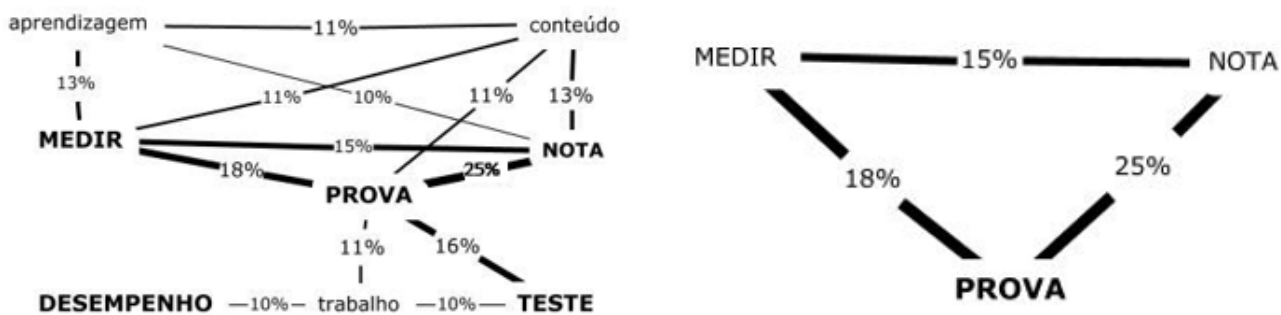 aprendizagem 11% conteúdo
13% 11% 10% 11% 13%
MEDIR 15% NOTA
18% 25%
PROVA
11% 16%
DESEMPENHO 10% trabalho 10% TESTE
MEDIR 15% NOTA
18% 25%
PROVA